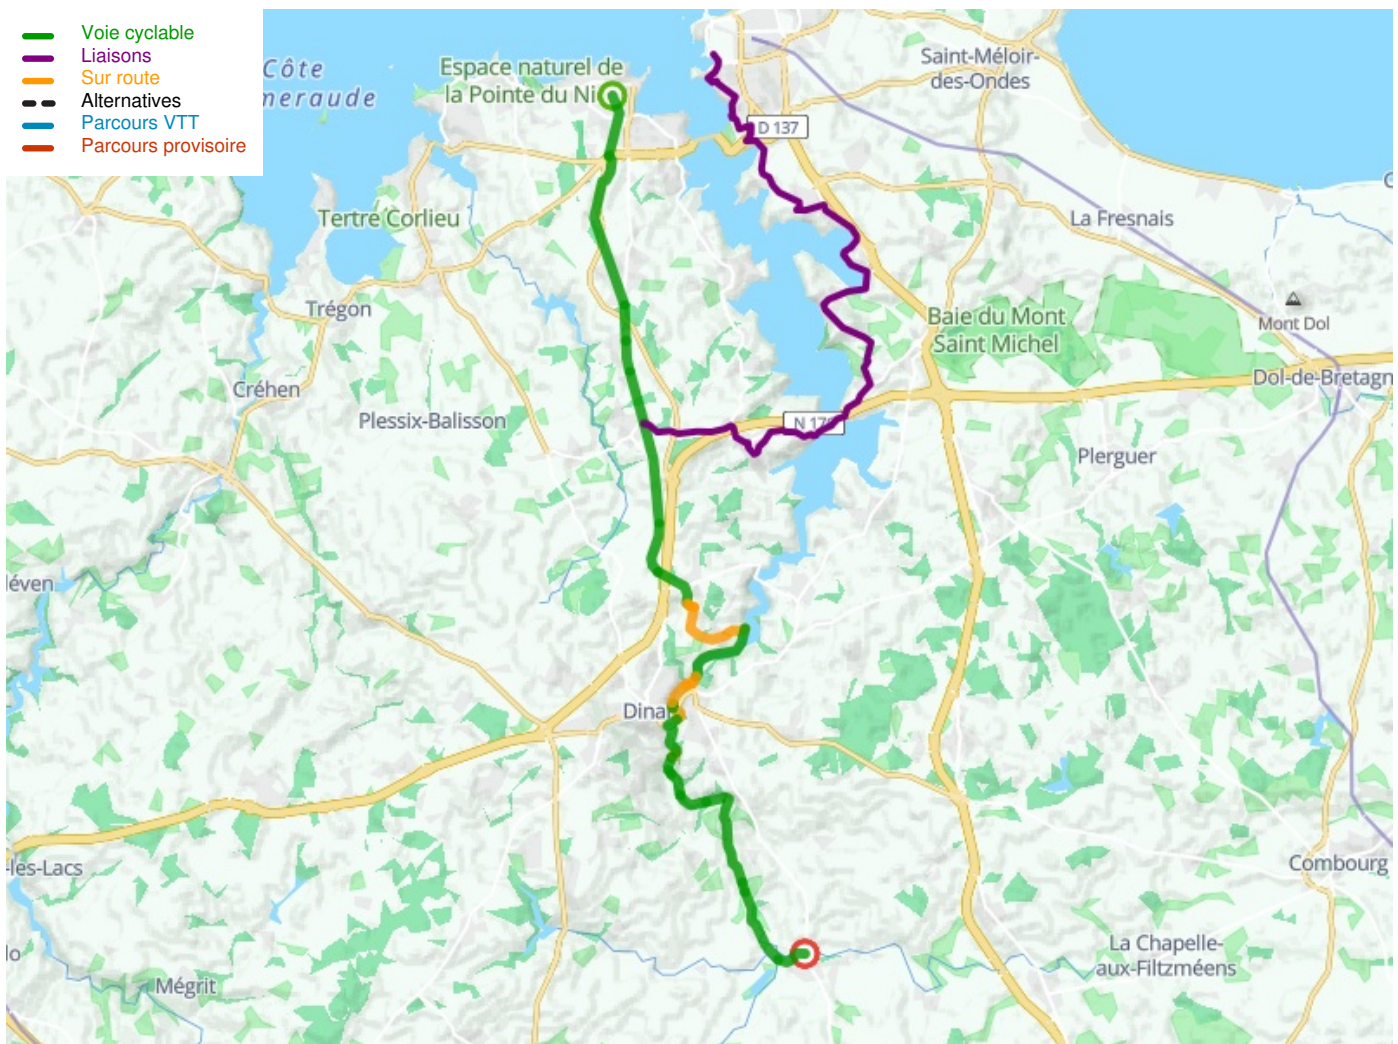 Voie cyclable
Liaisons
Sur route
Alternatives
Parcours VTT
Parcours provisoire
Côte
meraude
Espace naturel de
la Pointe du Ni
Saint-Méloir-
des-Ondes
D 137
Tertre Corlieu
La Fresnais
Trégon
Baie du Mont
Saint Michel
Mont Dol
Créhen
Dol-de-Bretagn
Plessix-Balisson
N 17
Plerguer
léven
Dinan
-les-Lacs
Combourg
La Chapelle-
aux-Filtzméens
lo
Mégrit